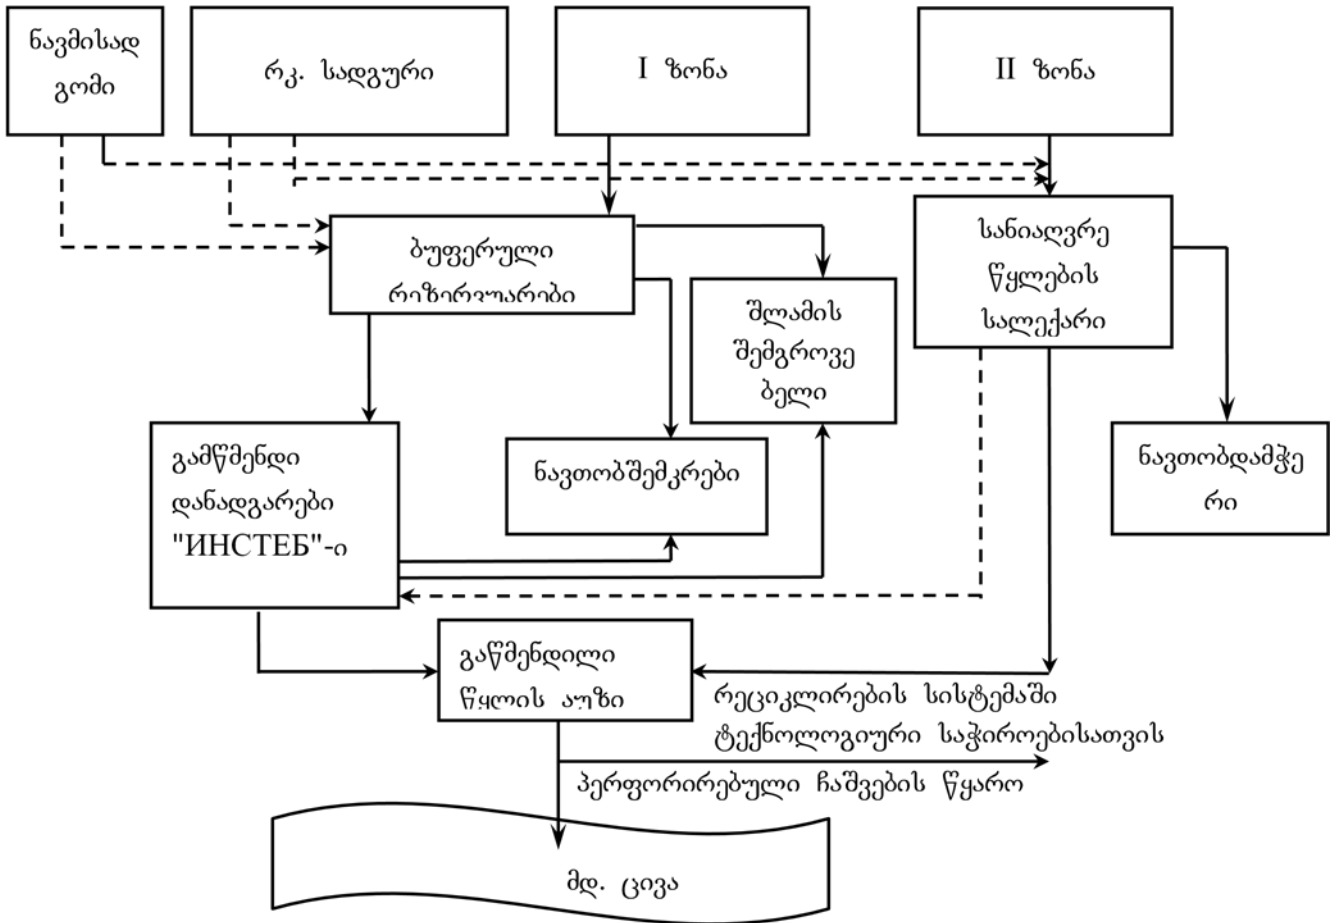 ნავმისად
გომი
რკ. სადგური
I ზონა
II ზონა
ბუფერული
რეზერვუარები
სანიაღვრე
წყლების
სალექარი
შლამის
შემგროვე
ბელი
გამწმენდი
დანადგარები
"ИНСТЕБ"-ი
ნავთობშემკრები
ნავთობდამჭე
რი
გაწმენდილი
წყლის აუზი
რეციკლირების სისტემაში
ტექნოლოგიური საჭიროებისათვის
პერფორირებული ჩაშვების წყარო
მდ. ცივა